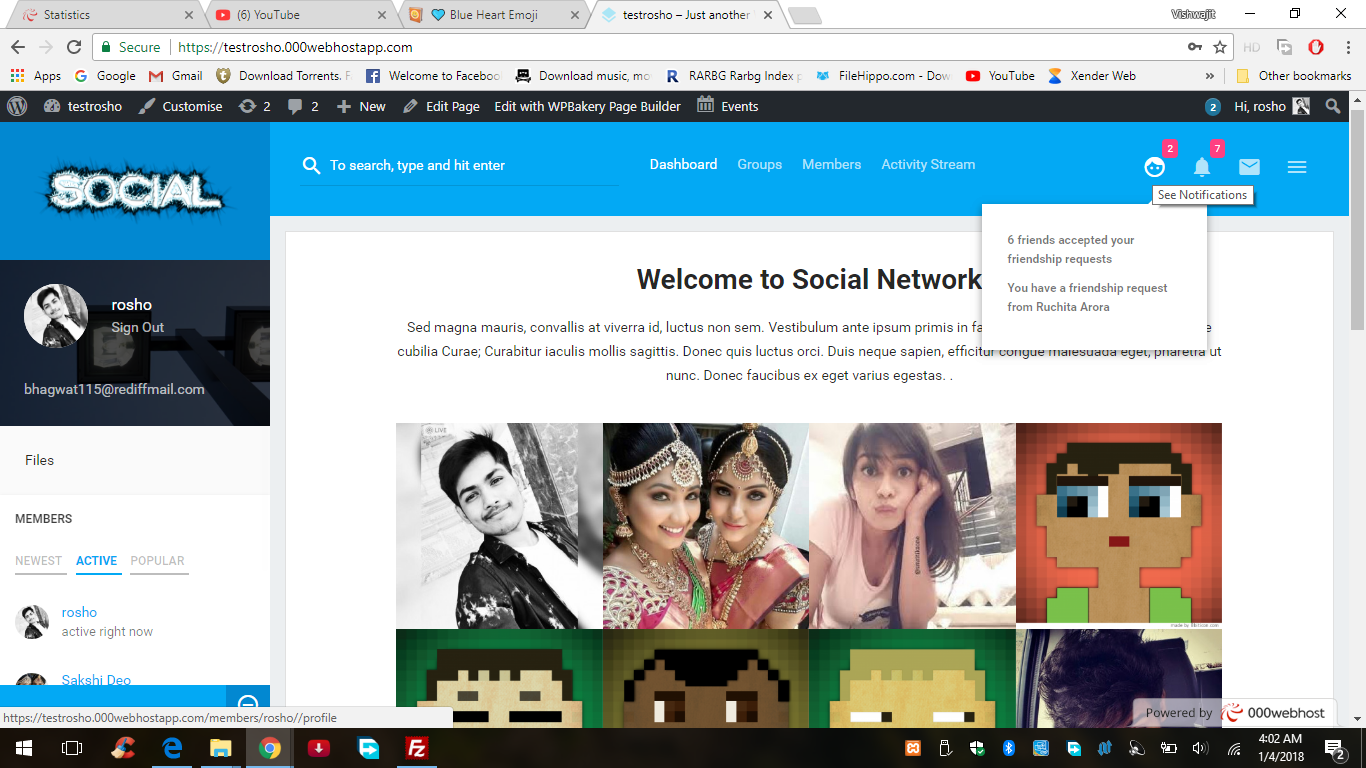 Statistics
(6) YouTube
Blue Heart Emoji
testrosho – Just another
Vishwajit
Secure
https://testrosho.000webhostapp.com
HD
Apps
Google
Gmail
Download Torrents. F
Welcome to Faceboo
Download music, mo
RARBG Rarbg Index p
FileHippo.com - Dow
YouTube
Xender Web
»
Other bookmarks
testrosho
Customise
2
2
New
Edit Page
Edit with WPBakery Page Builder
Events
2
Hi, rosho
SOCIAL
To search, type and hit enter
Dashboard
Groups
Members
Activity Stream
2
7
See Notifications
6 friends accepted your
friendship requests
You have a friendship request
from Ruchita Arora
rosho
Sign Out
bhagwat115@rediffmail.com
Files
MEMBERS
NEWEST
ACTIVE
POPULAR
rosho
active right now
Sakshi Deo
https://testrosho.000webhostapp.com/members/rosho//profile
Welcome to Social Network
Sed magna mauris, convallis at viverra id, luctus non sem. Vestibulum ante ipsum primis in fa e
cubilia Curae; Curabitur iaculis mollis sagittis. Donec quis luctus orci. Duis neque sapien, efficitur congue malesuada eget, pharetra ut
nunc. Donec faucibus ex eget varius egestas. .
LIVE
Powered by
000webhost
4:02 AM
1/4/2018
2